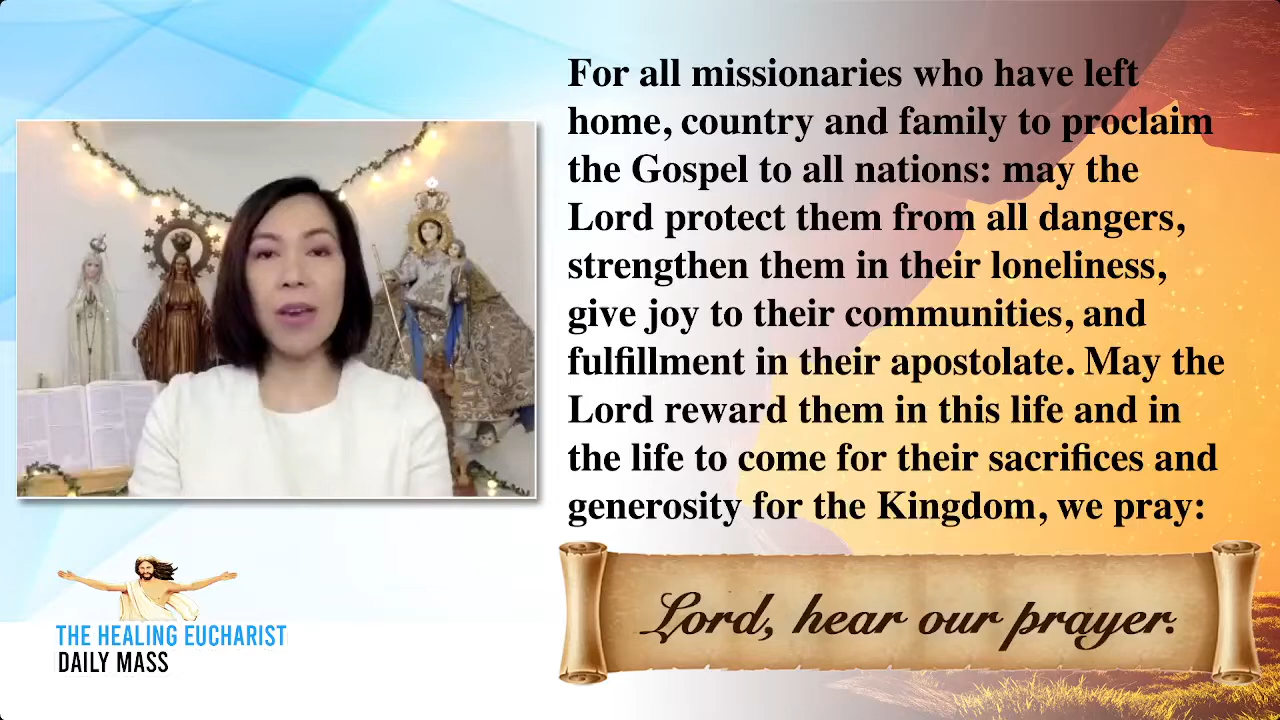 For all missionaries who have left
home, country and family to proclaim
the Gospel to all nations: may the
Lord protect them from all dangers,
strengthen them in their loneliness,
give joy to their communities, and
fulfillment in their apostolate. May the
Lord reward them in this life and in
the life to come for their sacrifices and
generosity for the Kingdom, we pray:
Lord, hear our prayer.
THE HEALING EUCHARIST
DAILY MASS